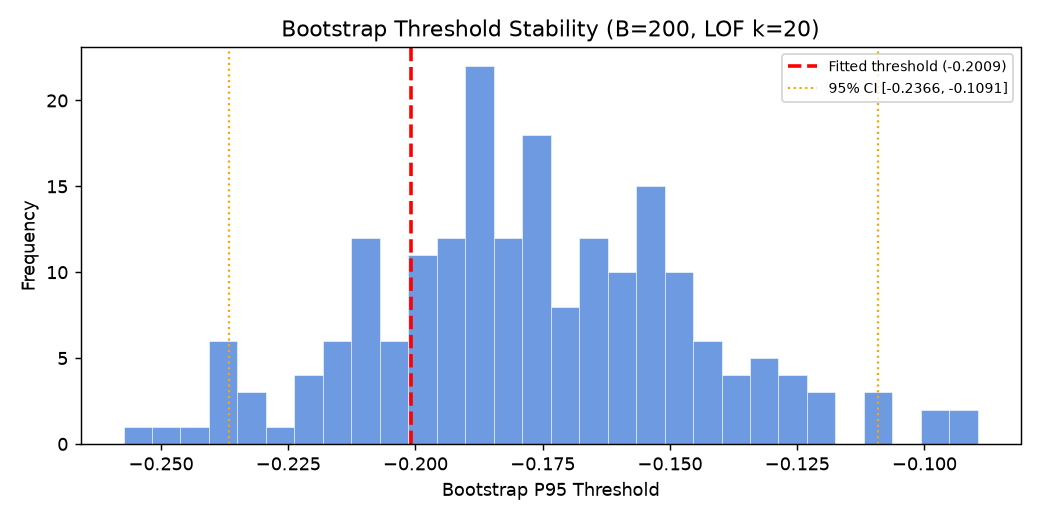 Bootstrap Threshold Stability (B=200, LOF k=20)
Fitted threshold (-0.2009)
95% CI [-0.2366, -0.1091]
Frequency
20
15
10
5
0
−0.250 −0.225 −0.200 −0.175 −0.150 −0.125 −0.100
Bootstrap P95 Threshold